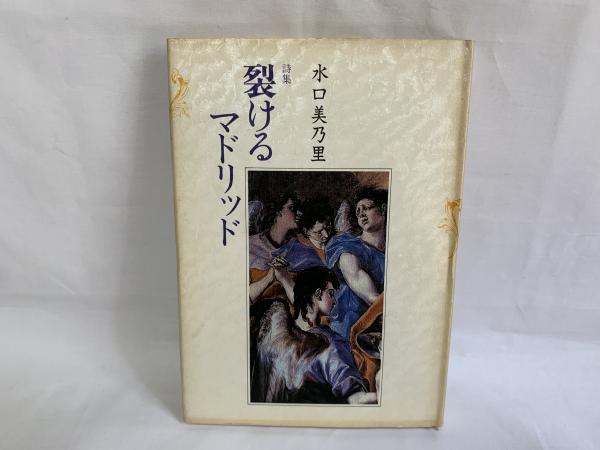 水口美乃里
詩集
裂ける
マドリッド